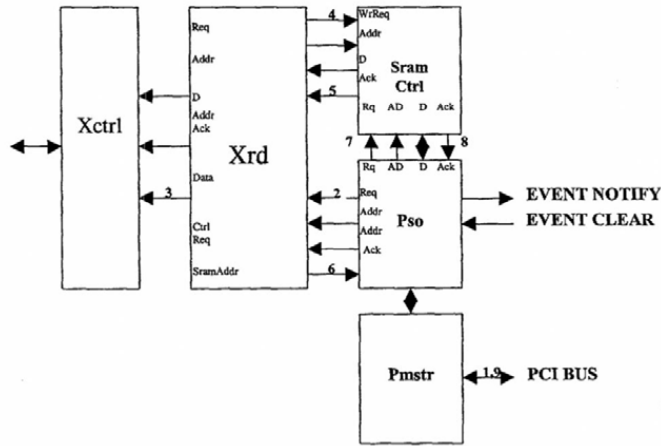 Xctrl
Req
Addr
D
Addr
Ack
Xrd
Data
Ctrl
Req
SramAddr
3
4
5
WrReq
Addr
D
Ack
Sram
Ctrl
Rq AD D Ack
7 8
Rq AD D Ack
2
Req
Addr
Addr
Ack
Pso
6
EVENT NOTIFY
EVENT CLEAR
Pmstr
1,9
PCI BUS